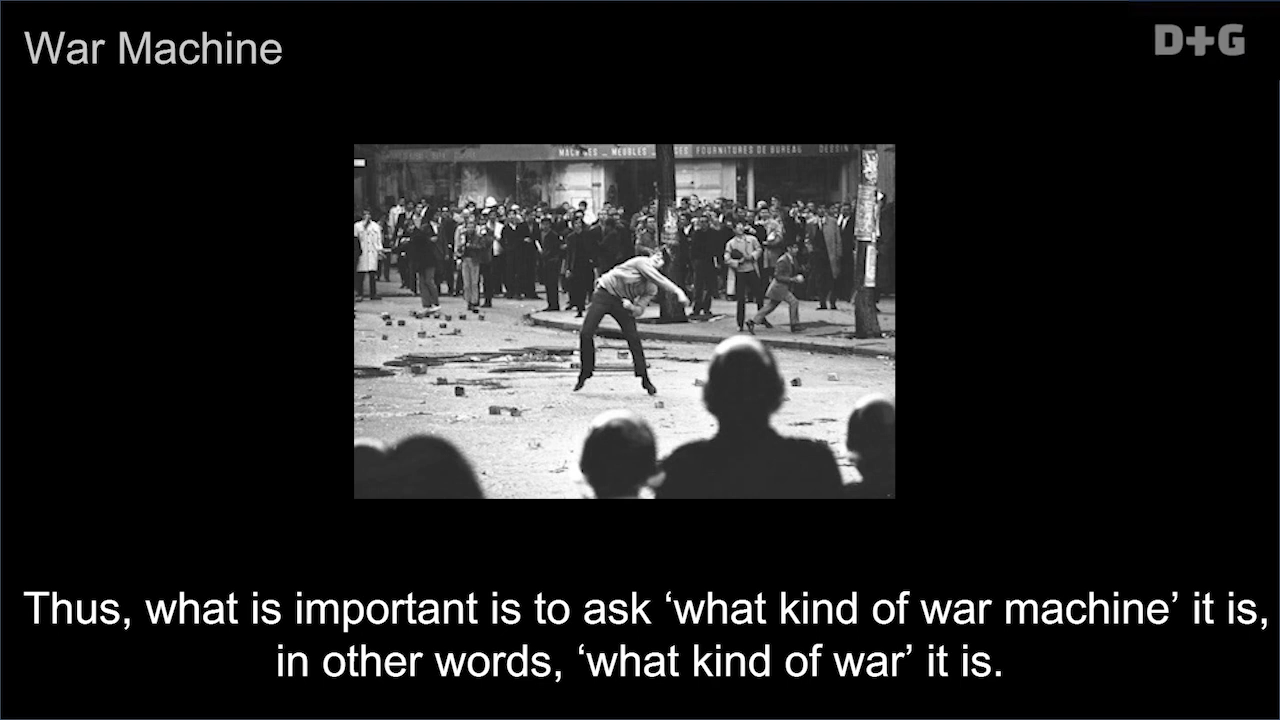 War Machine
D+G
FOURNITURES DE BUREAU
Thus, what is important is to ask ‘what kind of war machine’ it is,
in other words, ‘what kind of war’ it is.